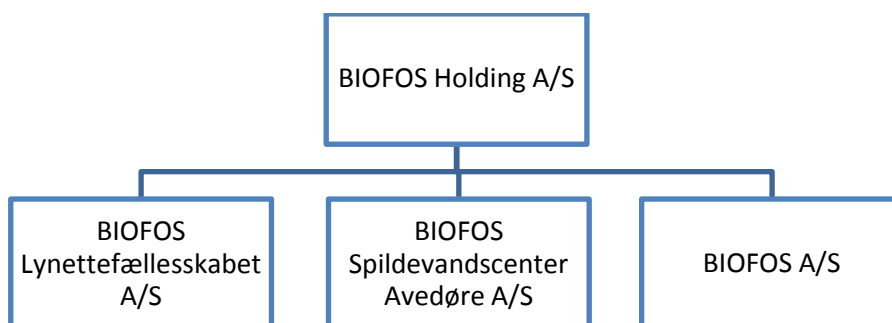 BIOFOS Holding A/S
BIOFOS
Lynettefællesskabet
A/S
BIOFOS
Spildevandscenter
Avedøre A/S
BIOFOS A/S